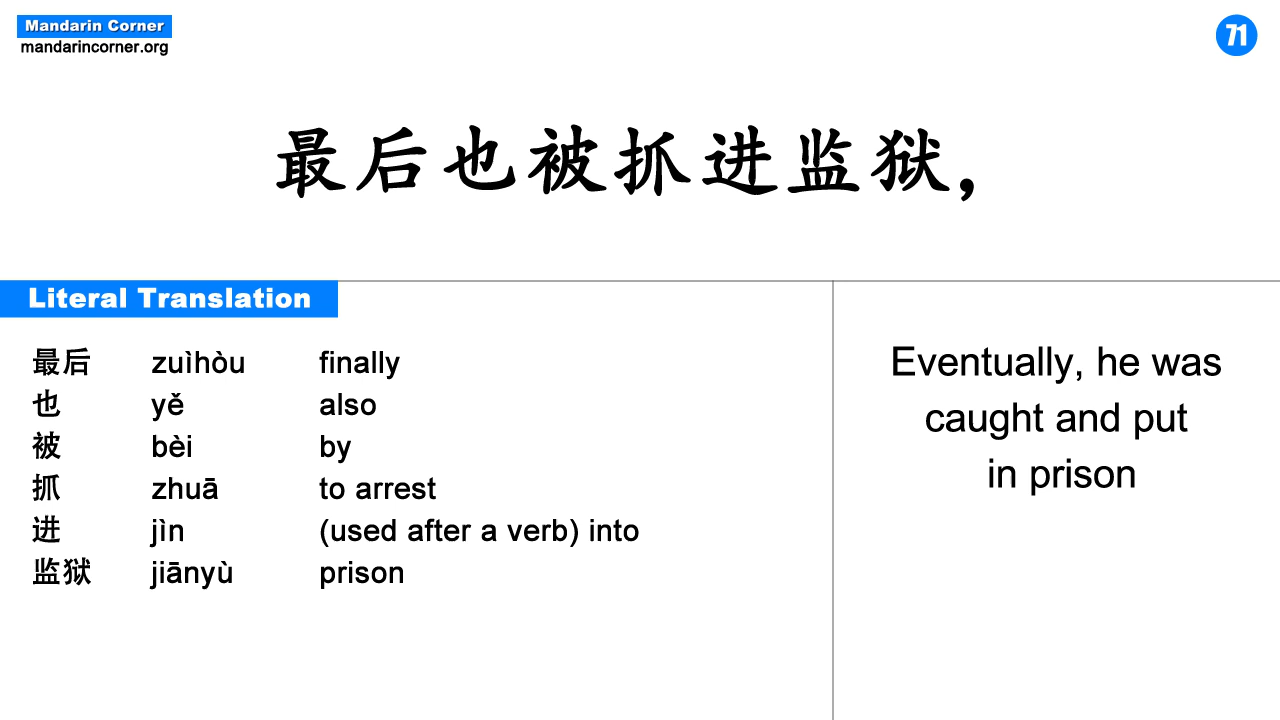 Mandarin Corner
mandarincorner.org
71
最后也被抓进监狱,
Literal Translation
最后 zuìhòu finally
也 yě also
被 bèi by
抓 zhuā to arrest
进 jìn (used after a verb) into
监狱 jiānyù prison
Eventually, he was
caught and put
in prison